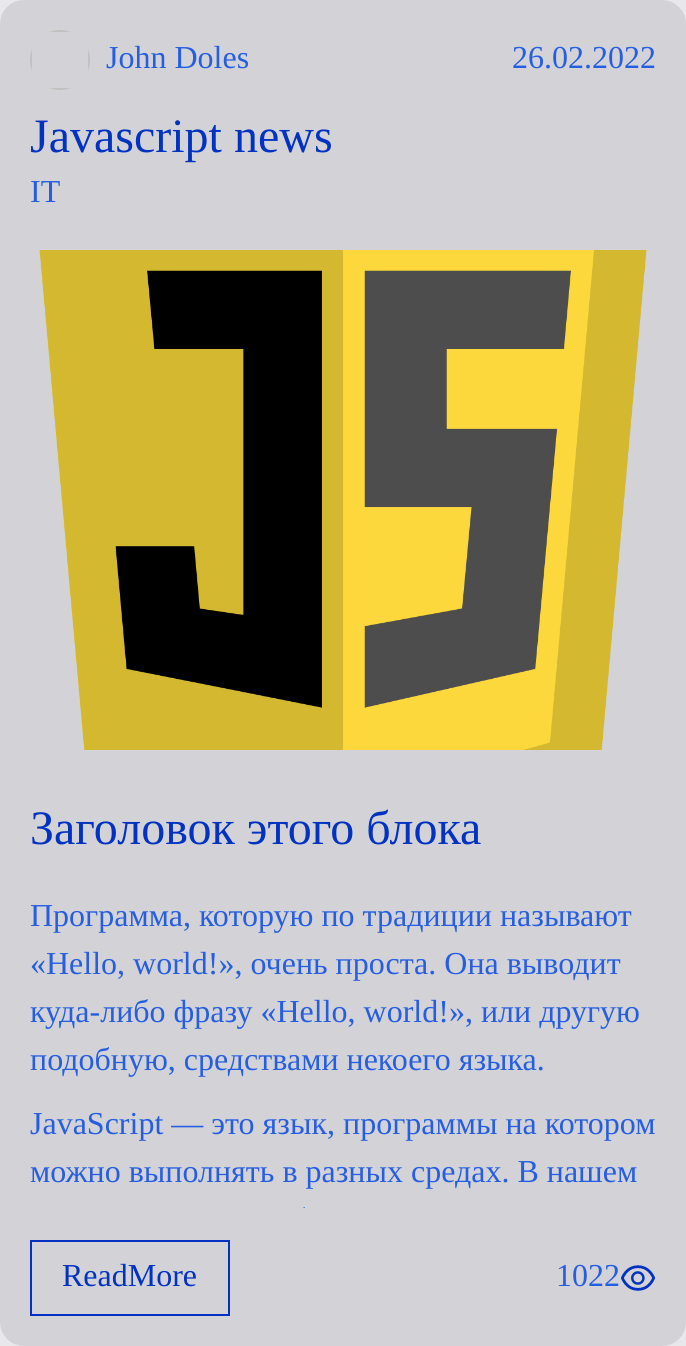 John Doles 26.02.2022
Javascript news
IT
JS
Заголовок этого блока
Программа, которую по традиции называют
«Hello, world!», очень проста. Она выводит
куда-либо фразу «Hello, world!», или другую
подобную, средствами некоего языка.
JavaScript — это язык, программы на котором
можно выполнять в разных средах. В нашем
ReadMore 1022